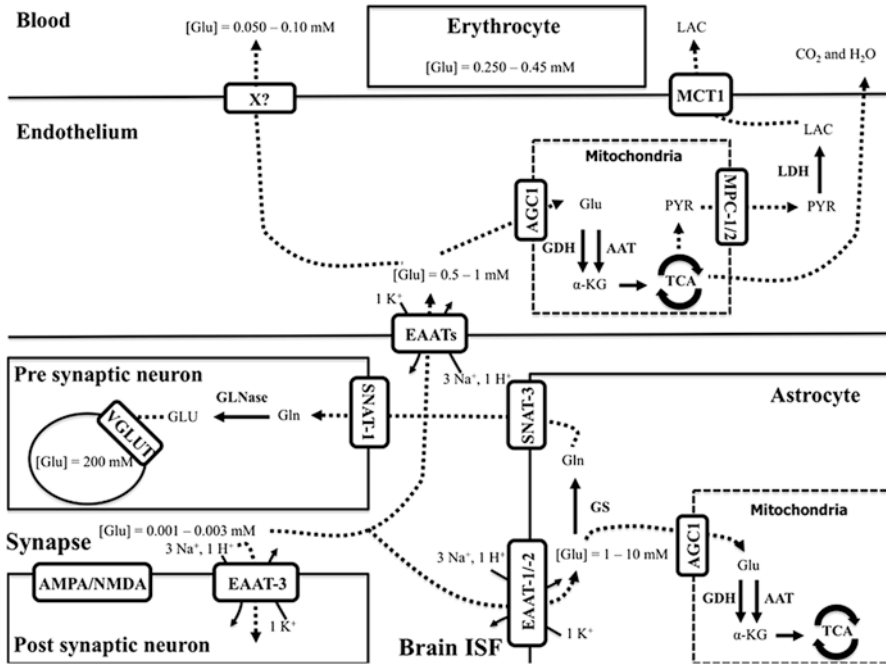 Blood
[Glu] = 0.050 – 0.10 mM
Erythrocyte
[Glu] = 0.250 – 0.45 mM
LAC
CO₂ and H₂O
X?
MCT1
Endothelium
LAC
Mitochondria
LDH
AGC1
Glu
PYR
MPC-1/2
PYR
GDH
AAT
[Glu] = 0.5 – 1 mM
α-KG
TCA
1 K⁺
EAATs
3 Na⁺, 1 H⁺
Pre synaptic neuron
Astrocyte
GLNase
SNAT-1
SNAT-3
VGLUT
GLU
Gln
[Glu] = 200 mM
Gln
GS
Mitochondria
[Glu] = 0.001 – 0.003 mM
Synapse
3 Na⁺, 1 H⁺
3 Na⁺, 1 H⁺
[Glu] = 1 – 10 mM
AGC1
Glu
AMPA/NMDA
EAAT-3
EAAT-1/-2
GDH
AAT
1 K⁺
1 K⁺
α-KG
TCA
Post synaptic neuron
Brain ISF